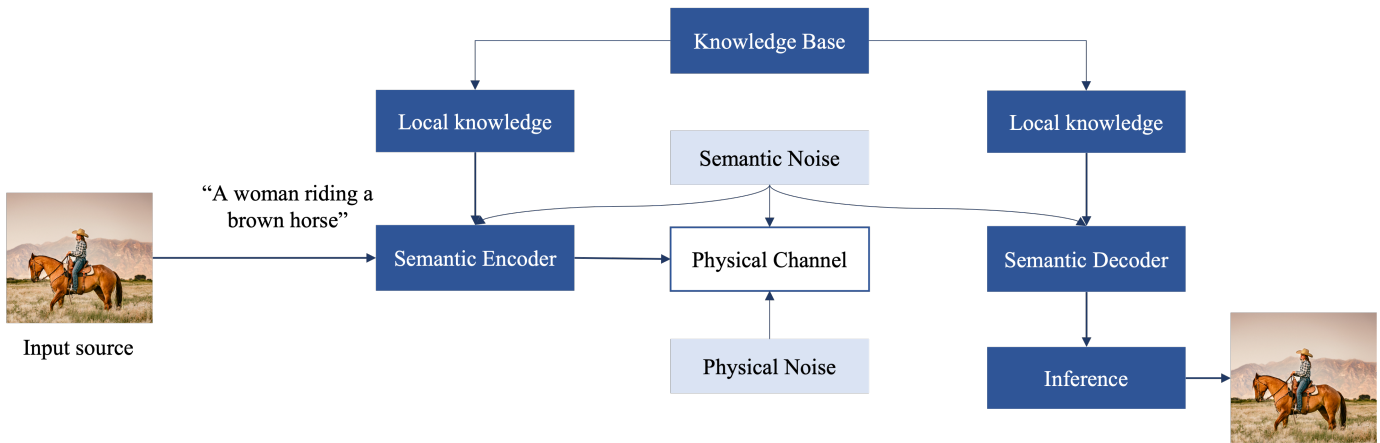 Knowledge Base
Local knowledge
Local knowledge
Semantic Noise
“A woman riding a
brown horse”
Semantic Encoder
Physical Channel
Semantic Decoder
Input source
Physical Noise
Inference